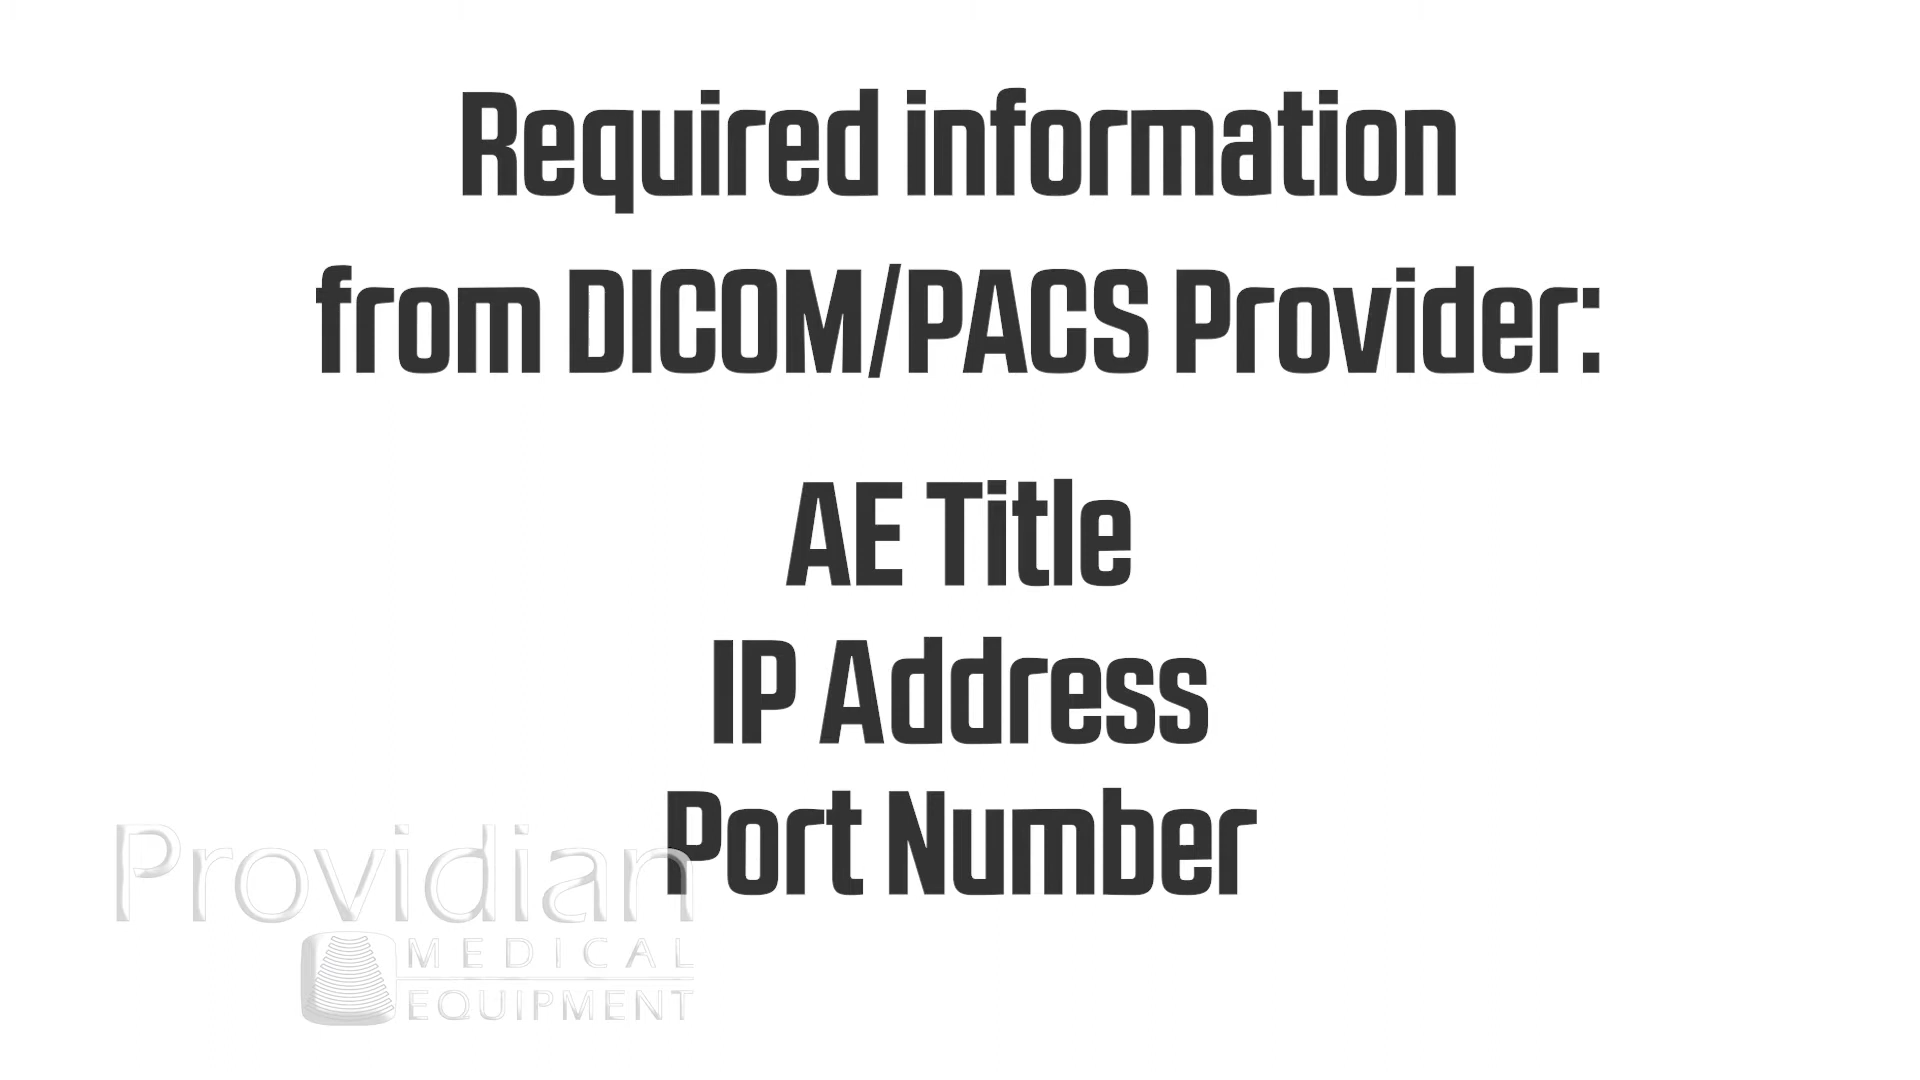 Required information
from DICOM/PACS Provider:
AE Title
IP Address
Port Number
Providian
MEDICAL
EQUIPMENT